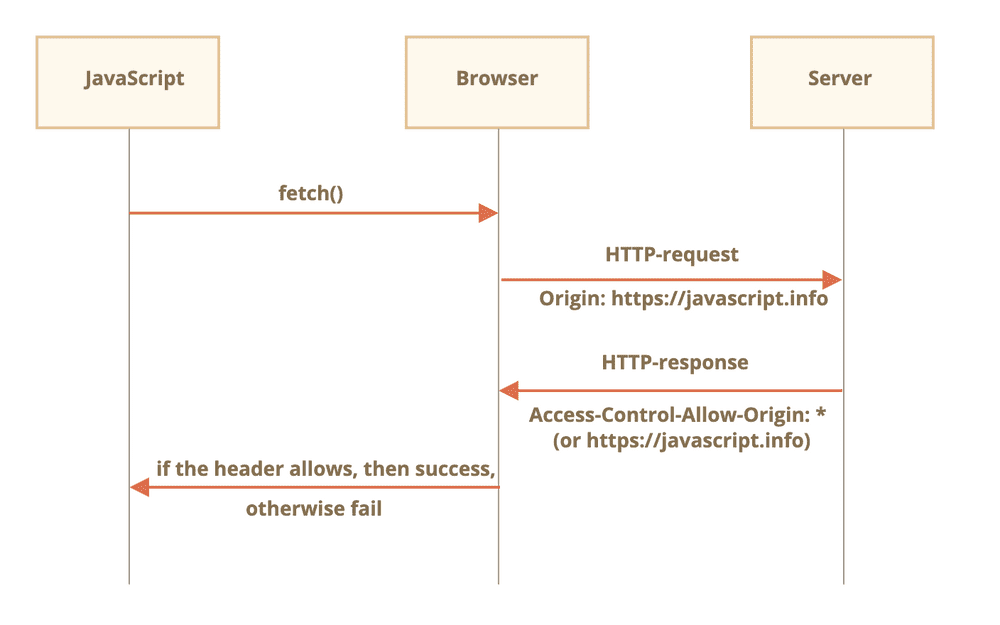 JavaScript
Browser
Server
fetch()
HTTP-request
Origin: https://javascript.info
HTTP-response
Access-Control-Allow-Origin: *
(or https://javascript.info)
if the header allows, then success,
otherwise fail